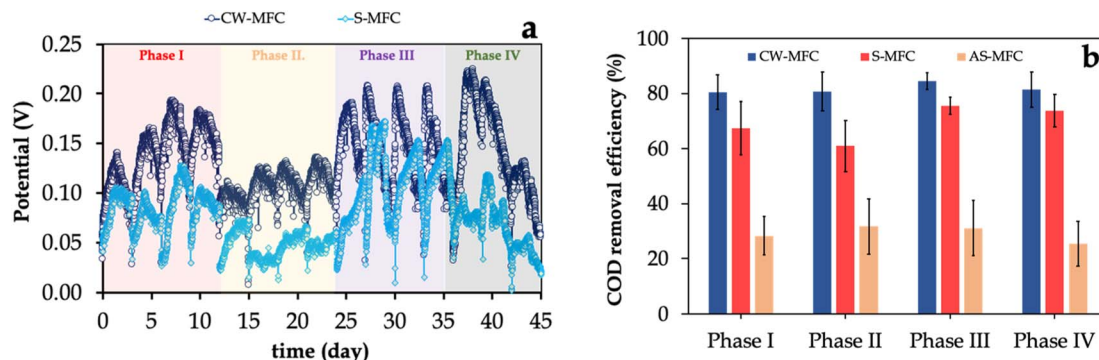 CW-MFC S-MFC
a
0.25
0.20
0.15
0.10
0.05
0.00
Potential (V)
Phase I Phase II. Phase III Phase IV
0 5 10 15 20 25 30 35 40 45
time (day)
b
100
80
60
40
20
0
COD removal efficiency (%)
CW-MFC S-MFC AS-MFC
Phase I Phase II Phase III Phase IV